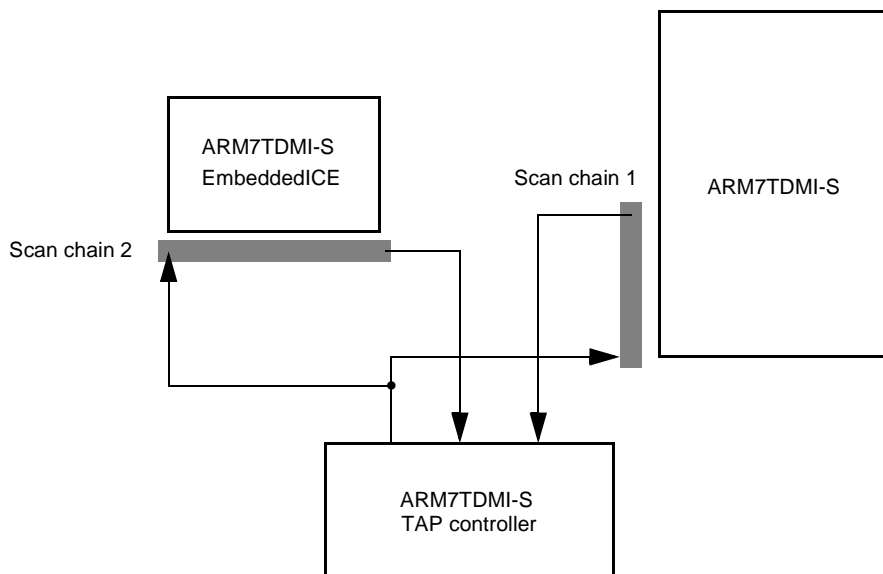 ARM7TDMI-S
EmbeddedICE
Scan chain 1
ARM7TDMI-S
Scan chain 2
ARM7TDMI-S
TAP controller